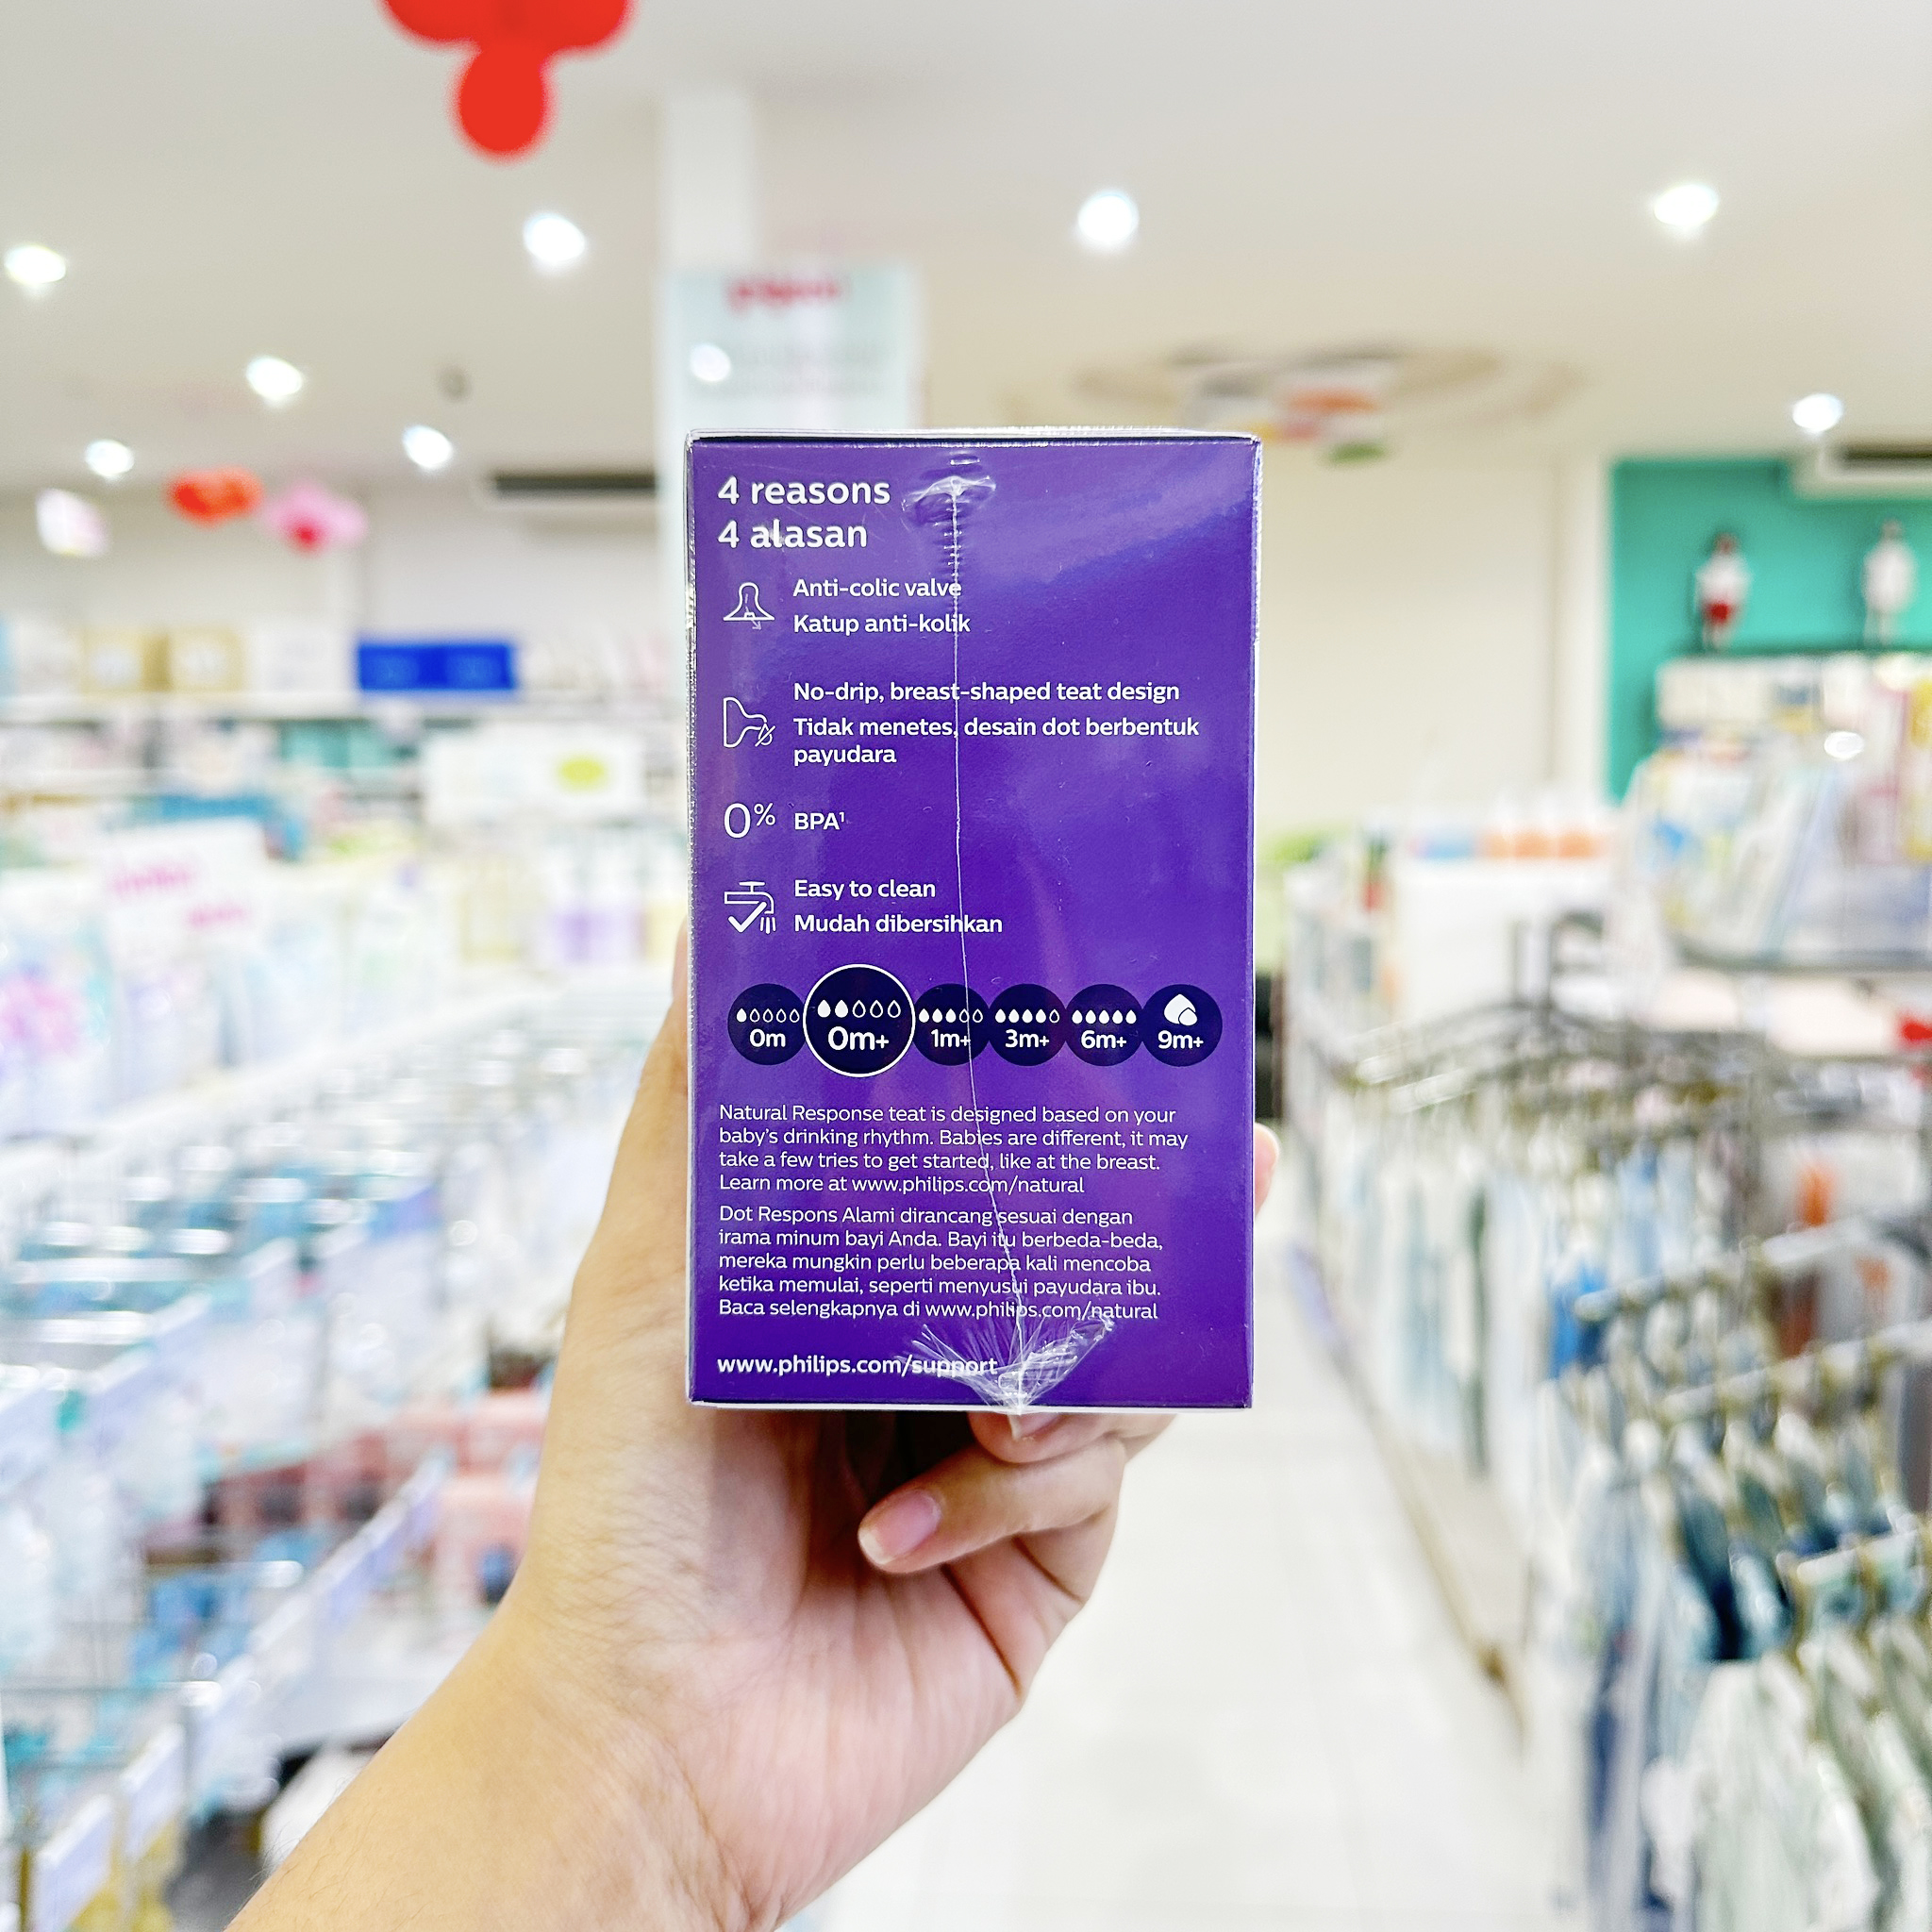 4 reasons
4 alasan
Anti-colic valve
Katup anti-kolik
No-drip, breast-shaped teat design
Tidak menetes, desain dot berbentuk
payudara
0% BPA¹
Easy to clean
Mudah dibersihkan
0m 0m+ 1m+ 3m+ 6m+ 9m+
Natural Response teat is designed based on your
baby's drinking rhythm. Babies are different, it may
take a few tries to get started, like at the breast.
Learn more at www.philips.com/natural
Dot Respons Alami dirancang sesuai dengan
irama minum bayi Anda. Bayi itu berbeda-beda,
mereka mungkin perlu beberapa kali mencoba
ketika memulai, seperti menyusui payudara ibu.
Baca selengkapnya di www.philips.com/natural
www.philips.com/support